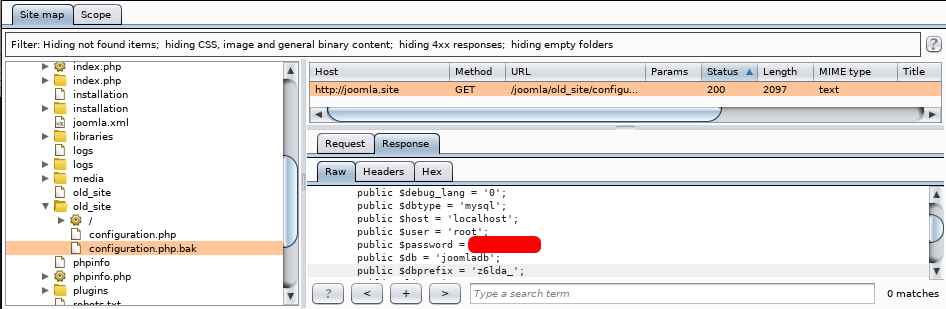 Site map Scope
Filter: Hiding not found items; hiding CSS, image and general binary content; hiding 4xx responses; hiding empty folders ?
index.php
index.php
installation
installation
joomla.xml
libraries
logs
logs
media
old_site
old_site
/
configuration.php
configuration.php.bak
phpinfo
phpinfo.php
plugins
robots.txt
Host Method URL Params Status Length MIME type Title
http://joomla.site GET /joomla/old_site/configu... 200 2097 text
Request Response
Raw Headers Hex
public $debug_lang = '0';
public $dbtype = 'mysql';
public $host = 'localhost';
public $user = 'root';
public $password =
public $db = 'joomladb';
public $dbprefix = 'z6lda_';
? < + > Type a search term 0 matches